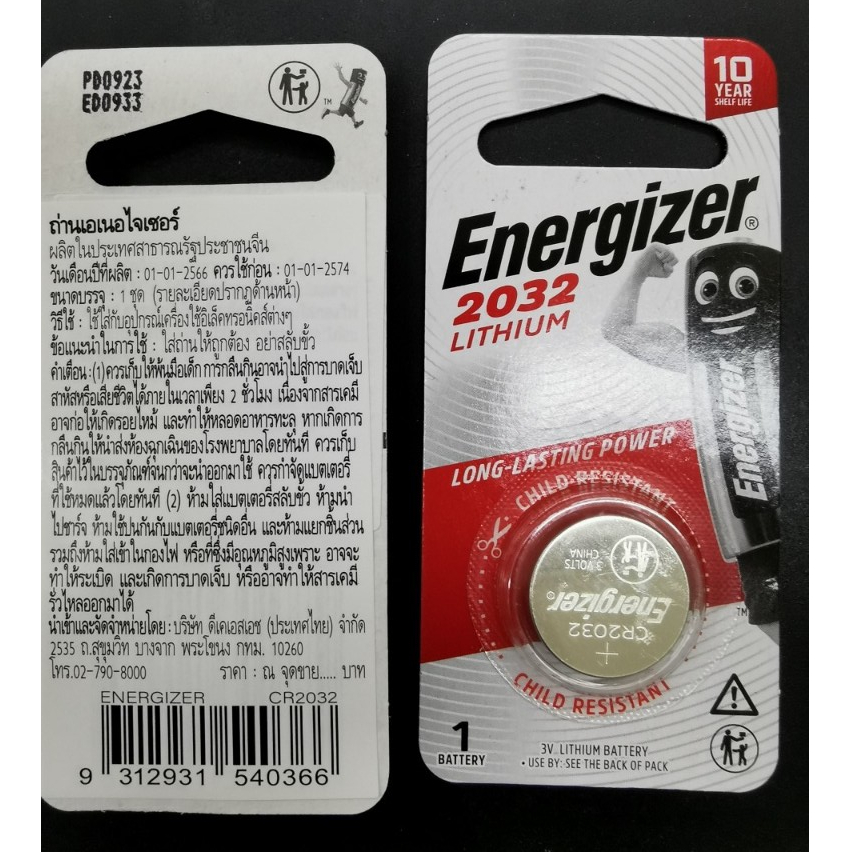 PD0923
ED0933
TM
ถ่านเอเนอไจเซอร์
ผลิตในประเทศสาธารณรัฐประชาชนจีน
วันเดือนปีที่ผลิต : 01-01-2566 ควรใช้ก่อน : 01-01-2574
ขนาดบรรจุ : 1 ชุด (รายละเอียดปรากฏด้านหน้า)
วิธีใช้ : ใช้ใส่กับอุปกรณ์เครื่องใช้อิเล็คทรอนิคส์ต่างๆ
ข้อแนะนำในการใช้ : ใส่ถ่านให้ถูกต้อง อย่าสลับขั้ว
คำเตือน :(1)ควรเก็บให้พ้นมือเด็ก การกลืนกินอาจนำไปสู่การบาดเจ็บ
สาหัสหรือเสียชีวิตได้ภายในเวลาเพียง 2 ชั่วโมง เนื่องจากสารเคมี
อาจก่อให้เกิดรอยไหม้ และทำให้หลอดอาหารทะลุ หากเกิดการ
กลืนกินให้นำส่งห้องฉุกเฉินของโรงพยาบาลโดยทันที ควรเก็บ
สินค้าไว้ในบรรจุภัณฑ์จนกว่าจะนำออกมาใช้ ควรกำจัดแบตเตอรี่
ที่ใช้หมดแล้วโดยทันที (2) ห้ามใส่แบตเตอรี่สลับขั้ว ห้ามนำ
ไปชาร์จ ห้ามใช้ปนกันกับแบตเตอรี่ชนิดอื่น และห้ามแยกชิ้นส่วน
รวมถึงห้ามใส่เข้าในกองไฟ หรือที่ซึ่งมีอุณหภูมิสูงเพราะ อาจจะ
ทำให้ระเบิด และเกิดการบาดเจ็บ หรืออาจทำให้สารเคมี
รั่วไหลออกมาได้
นำเข้าและจัดจำหน่ายโดย: บริษัท ดีเคเอสเอช (ประเทศไทย) จำกัด
2535 ถ.สุขุมวิท บางจาก พระโขนง กทม. 10260
โทร.02-790-8000 ราคา : ณ จุดขาย..... บาท
ENERGIZER CR2032
9 312931 540366
10
YEAR
SHELF LIFE
Energizer®
2032
LITHIUM
Energizer
LONG-LASTING POWER
CHILD RESISTANT
3 VOLTS
CHINA
Energizer
CR2032
+
CHILD RESISTANT
TM
1
BATTERY
3V. LITHIUM BATTERY
• USE BY: SEE THE BACK OF PACK